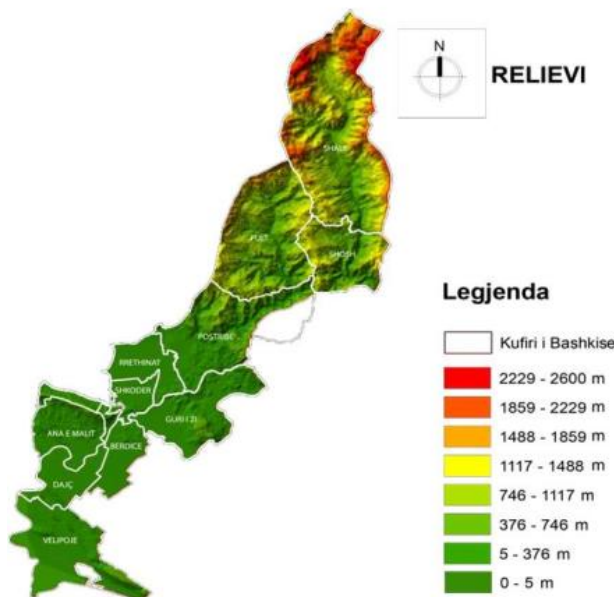 N
RELIEVI
SHALE
PULT
SHOSH
POSTRIBE
RRETHINAT
SHKODER
GURI I ZI
ANA E MALIT
BERDICE
DAJÇ
VELIPOJE
Legjenda
Kufiri i Bashkise
2229 - 2600 m
1859 - 2229 m
1488 - 1859 m
1117 - 1488 m
746 - 1117 m
376 - 746 m
5 - 376 m
0 - 5 m